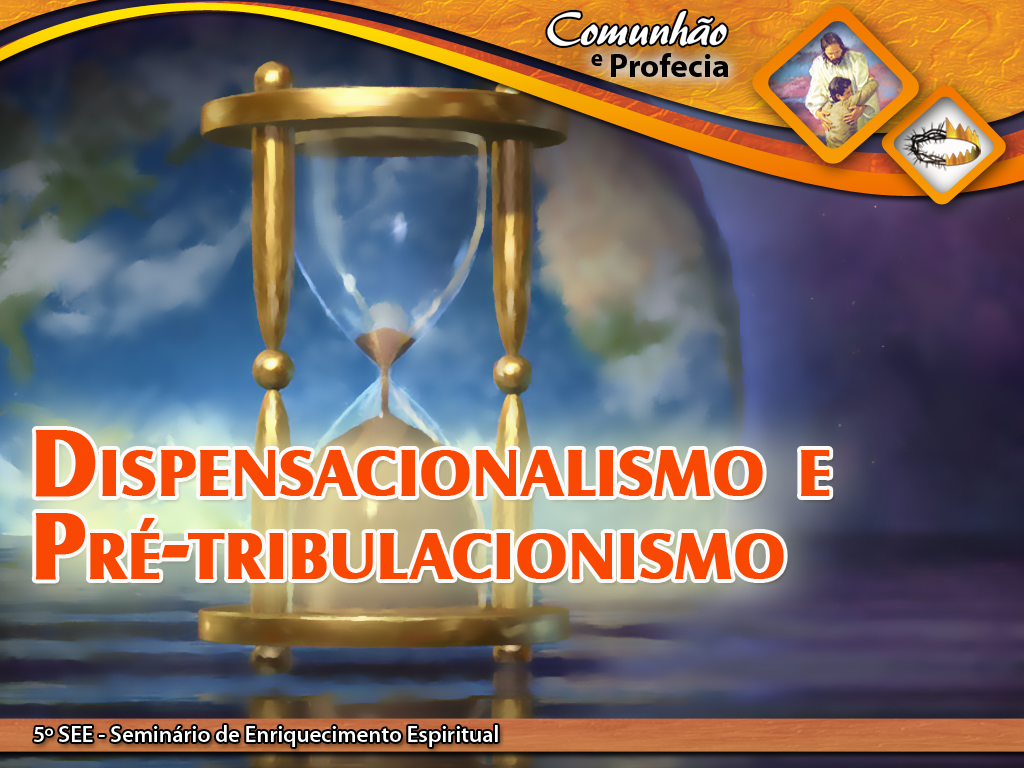 Comunhão
e Profecia
Dispensacionalismo e
Pré-tribulacionismo
5º SEE - Seminário de Enriquecimento Espiritual